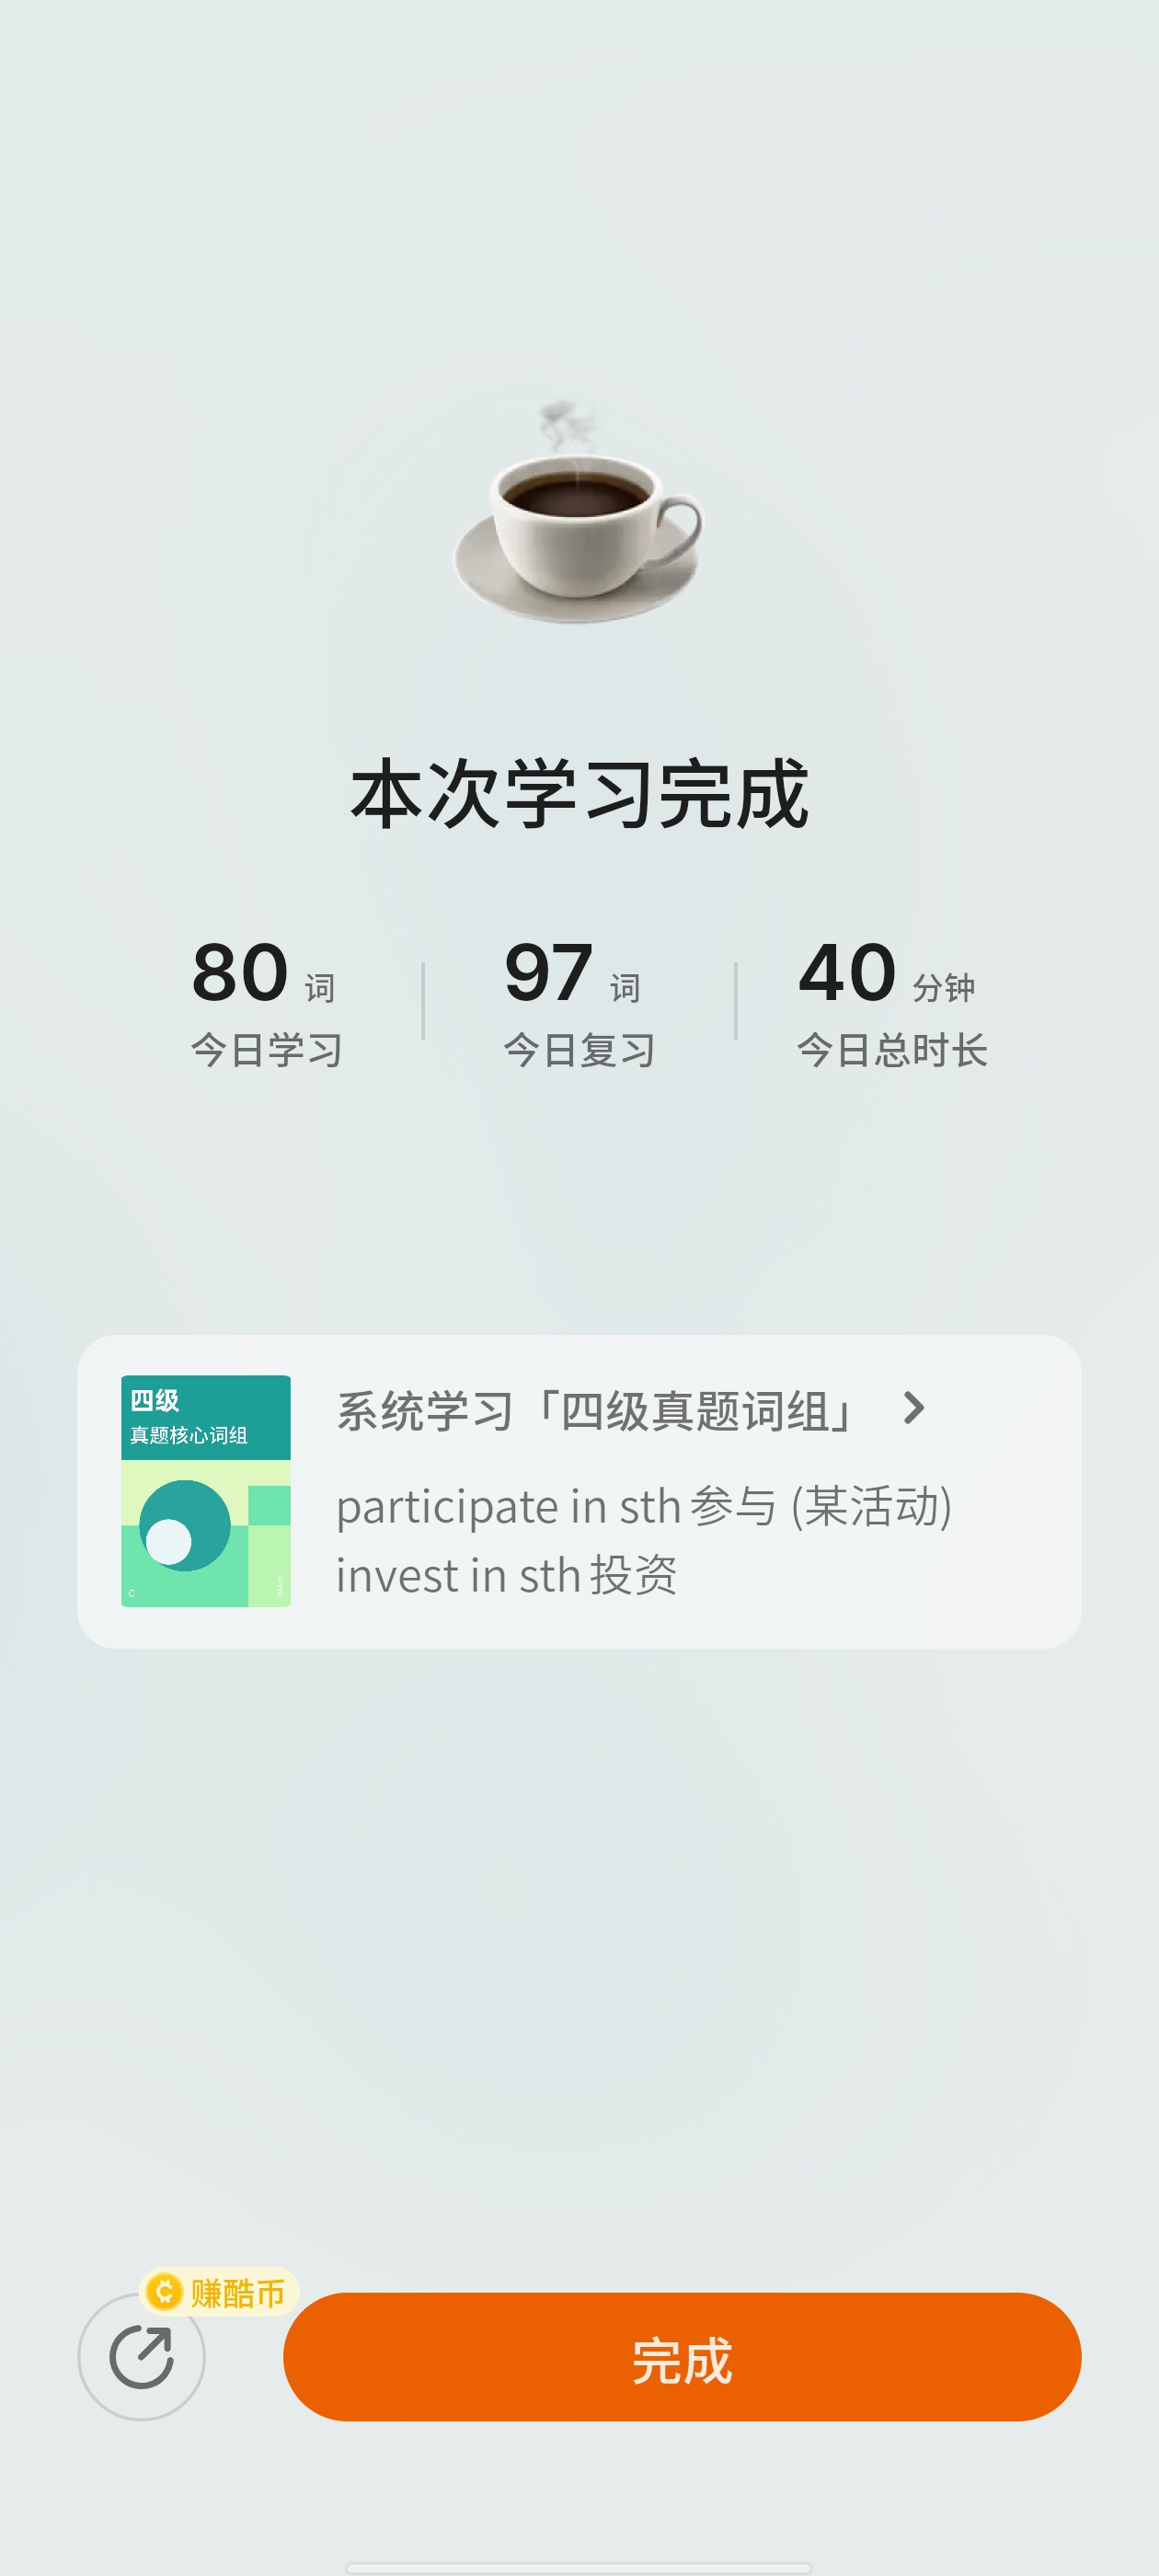 本次学习完成
80 词
今日学习
97 词
今日复习
40 分钟
今日总时长
四级
真题核心词组
C
系统学习「四级真题词组」
participate in sth 参与 (某活动)
invest in sth 投资
赚酷币
完成